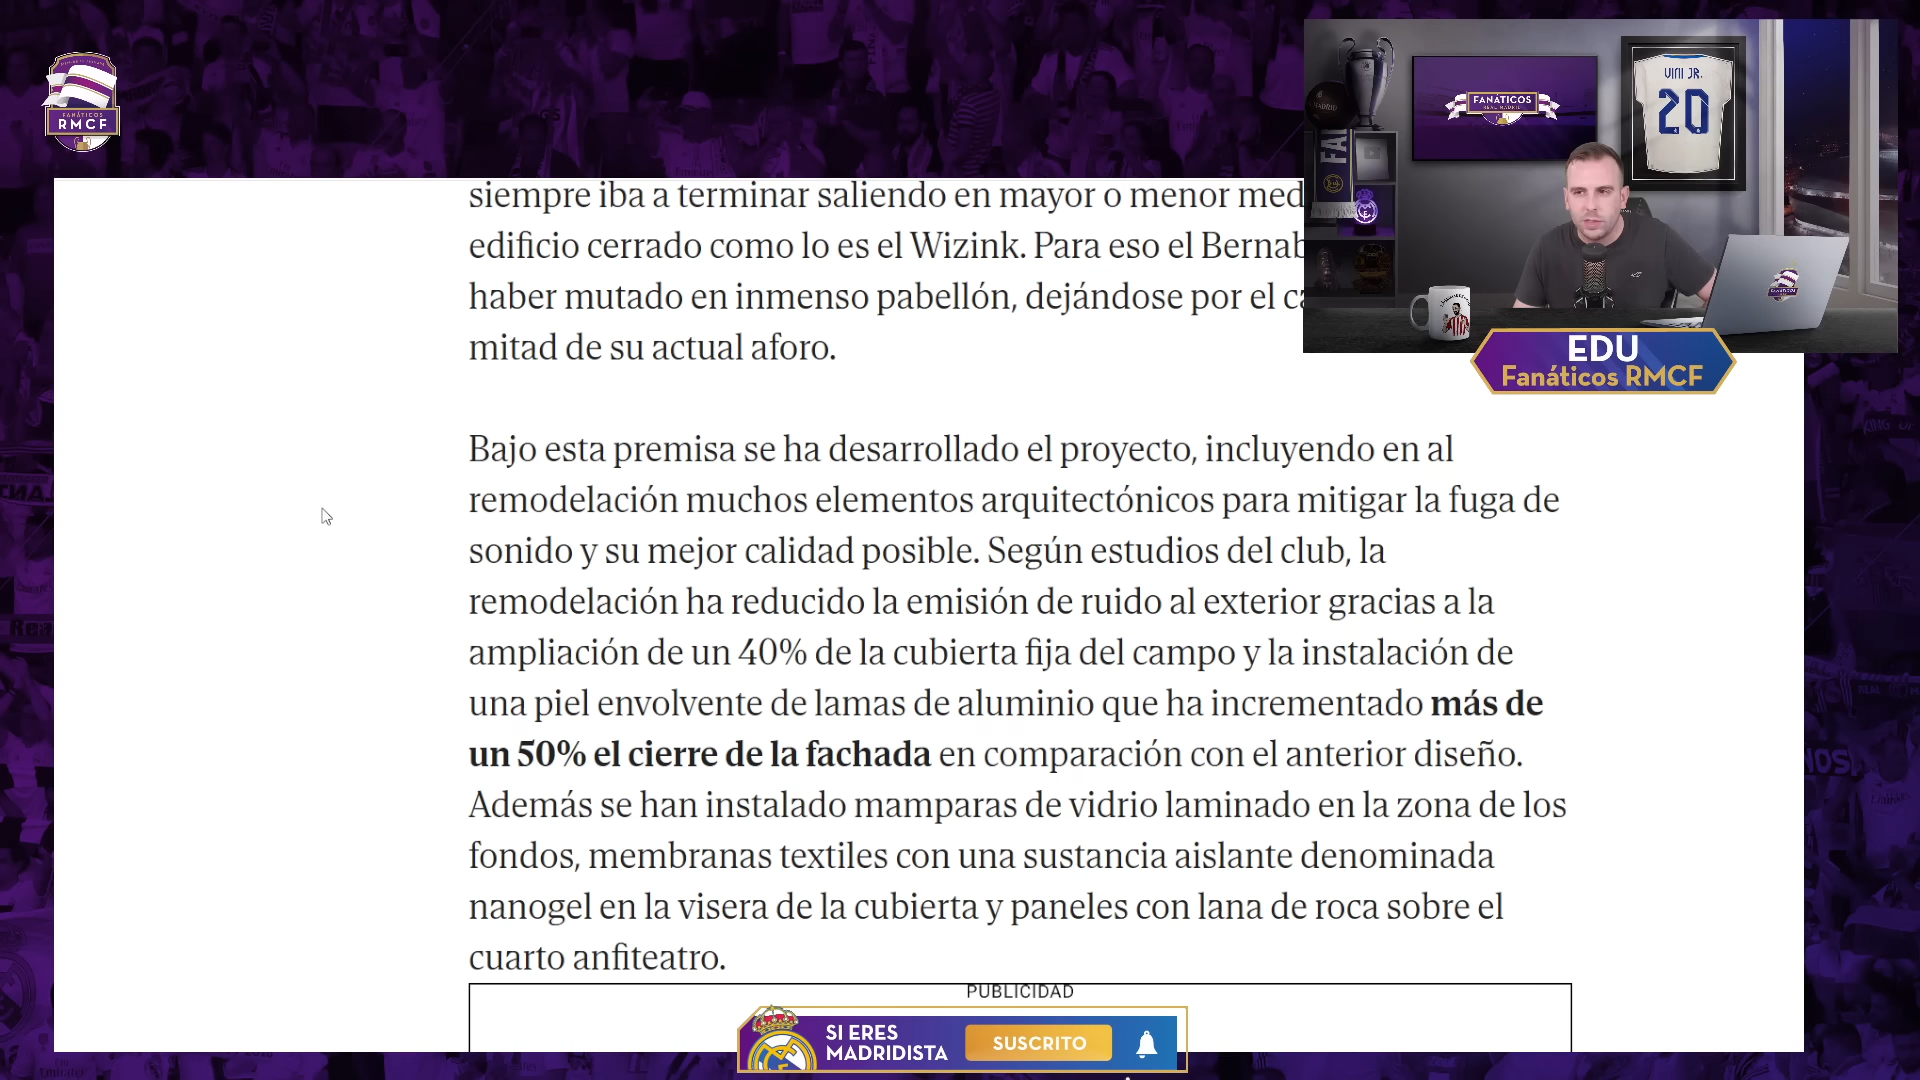 FANÁTICOS
RMCF
siempre iba a terminar saliendo en mayor o menor med
edificio cerrado como lo es el Wizink. Para eso el Bernab
haber mutado en inmenso pabellón, dejándose por el ca
mitad de su actual aforo.
FANÁTICOS
REAL MADRID
VINI JR.
20
EDU
Fanáticos RMCF
Bajo esta premisa se ha desarrollado el proyecto, incluyendo en al
remodelación muchos elementos arquitectónicos para mitigar la fuga de
sonido y su mejor calidad posible. Según estudios del club, la
remodelación ha reducido la emisión de ruido al exterior gracias a la
ampliación de un 40% de la cubierta fija del campo y la instalación de
una piel envolvente de lamas de aluminio que ha incrementado más de
un 50% el cierre de la fachada en comparación con el anterior diseño.
Además se han instalado mamparas de vidrio laminado en la zona de los
fondos, membranas textiles con una sustancia aislante denominada
nanogel en la visera de la cubierta y paneles con lana de roca sobre el
cuarto anfiteatro.
PUBLICIDAD
SI ERES
MADRIDISTA
SUSCRITO